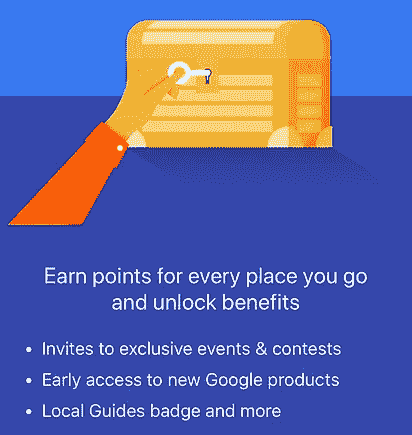 Earn points for every place you go
and unlock benefits
• Invites to exclusive events & contests
• Early access to new Google products
• Local Guides badge and more